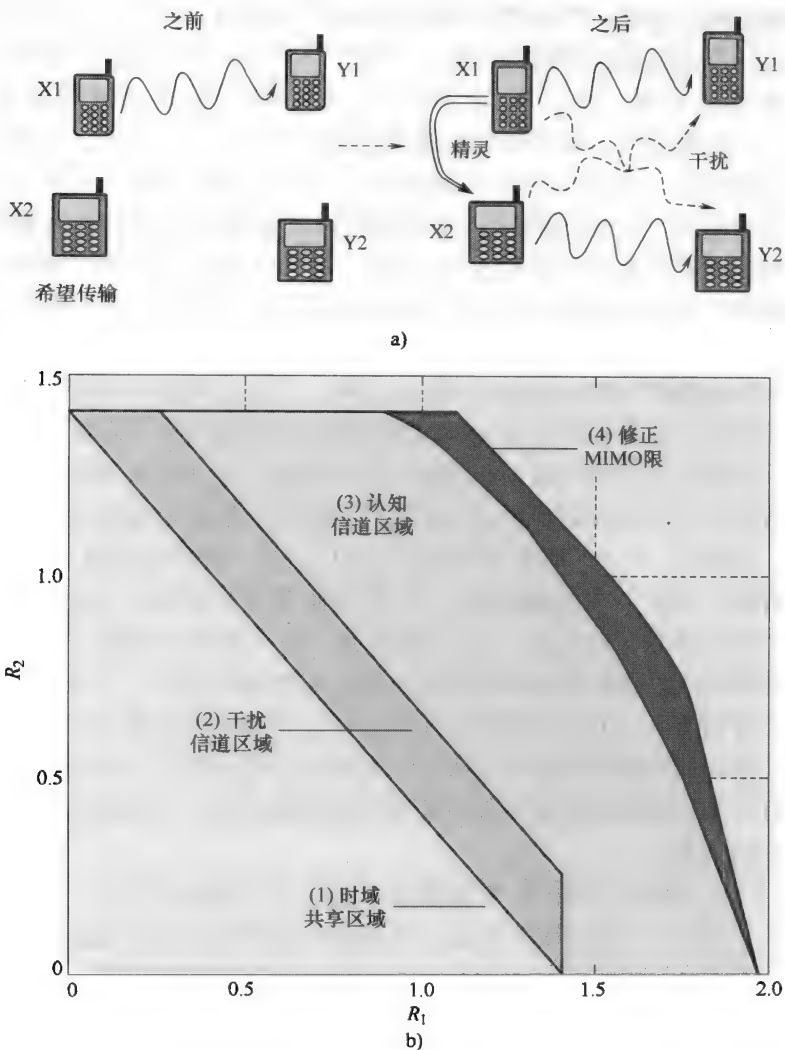 之前
之后
X1
Y1
X1
Y1
精灵
干扰
X2
Y2
X2
Y2
希望传输
a)
1.5
(4) 修正
MIMO限
(3) 认知
信道区域
1.0
R2
(2) 干扰
信道区域
0.5
(1) 时域
共享区域
0
0
0.5
1.0
1.5
2.0
R1
b)